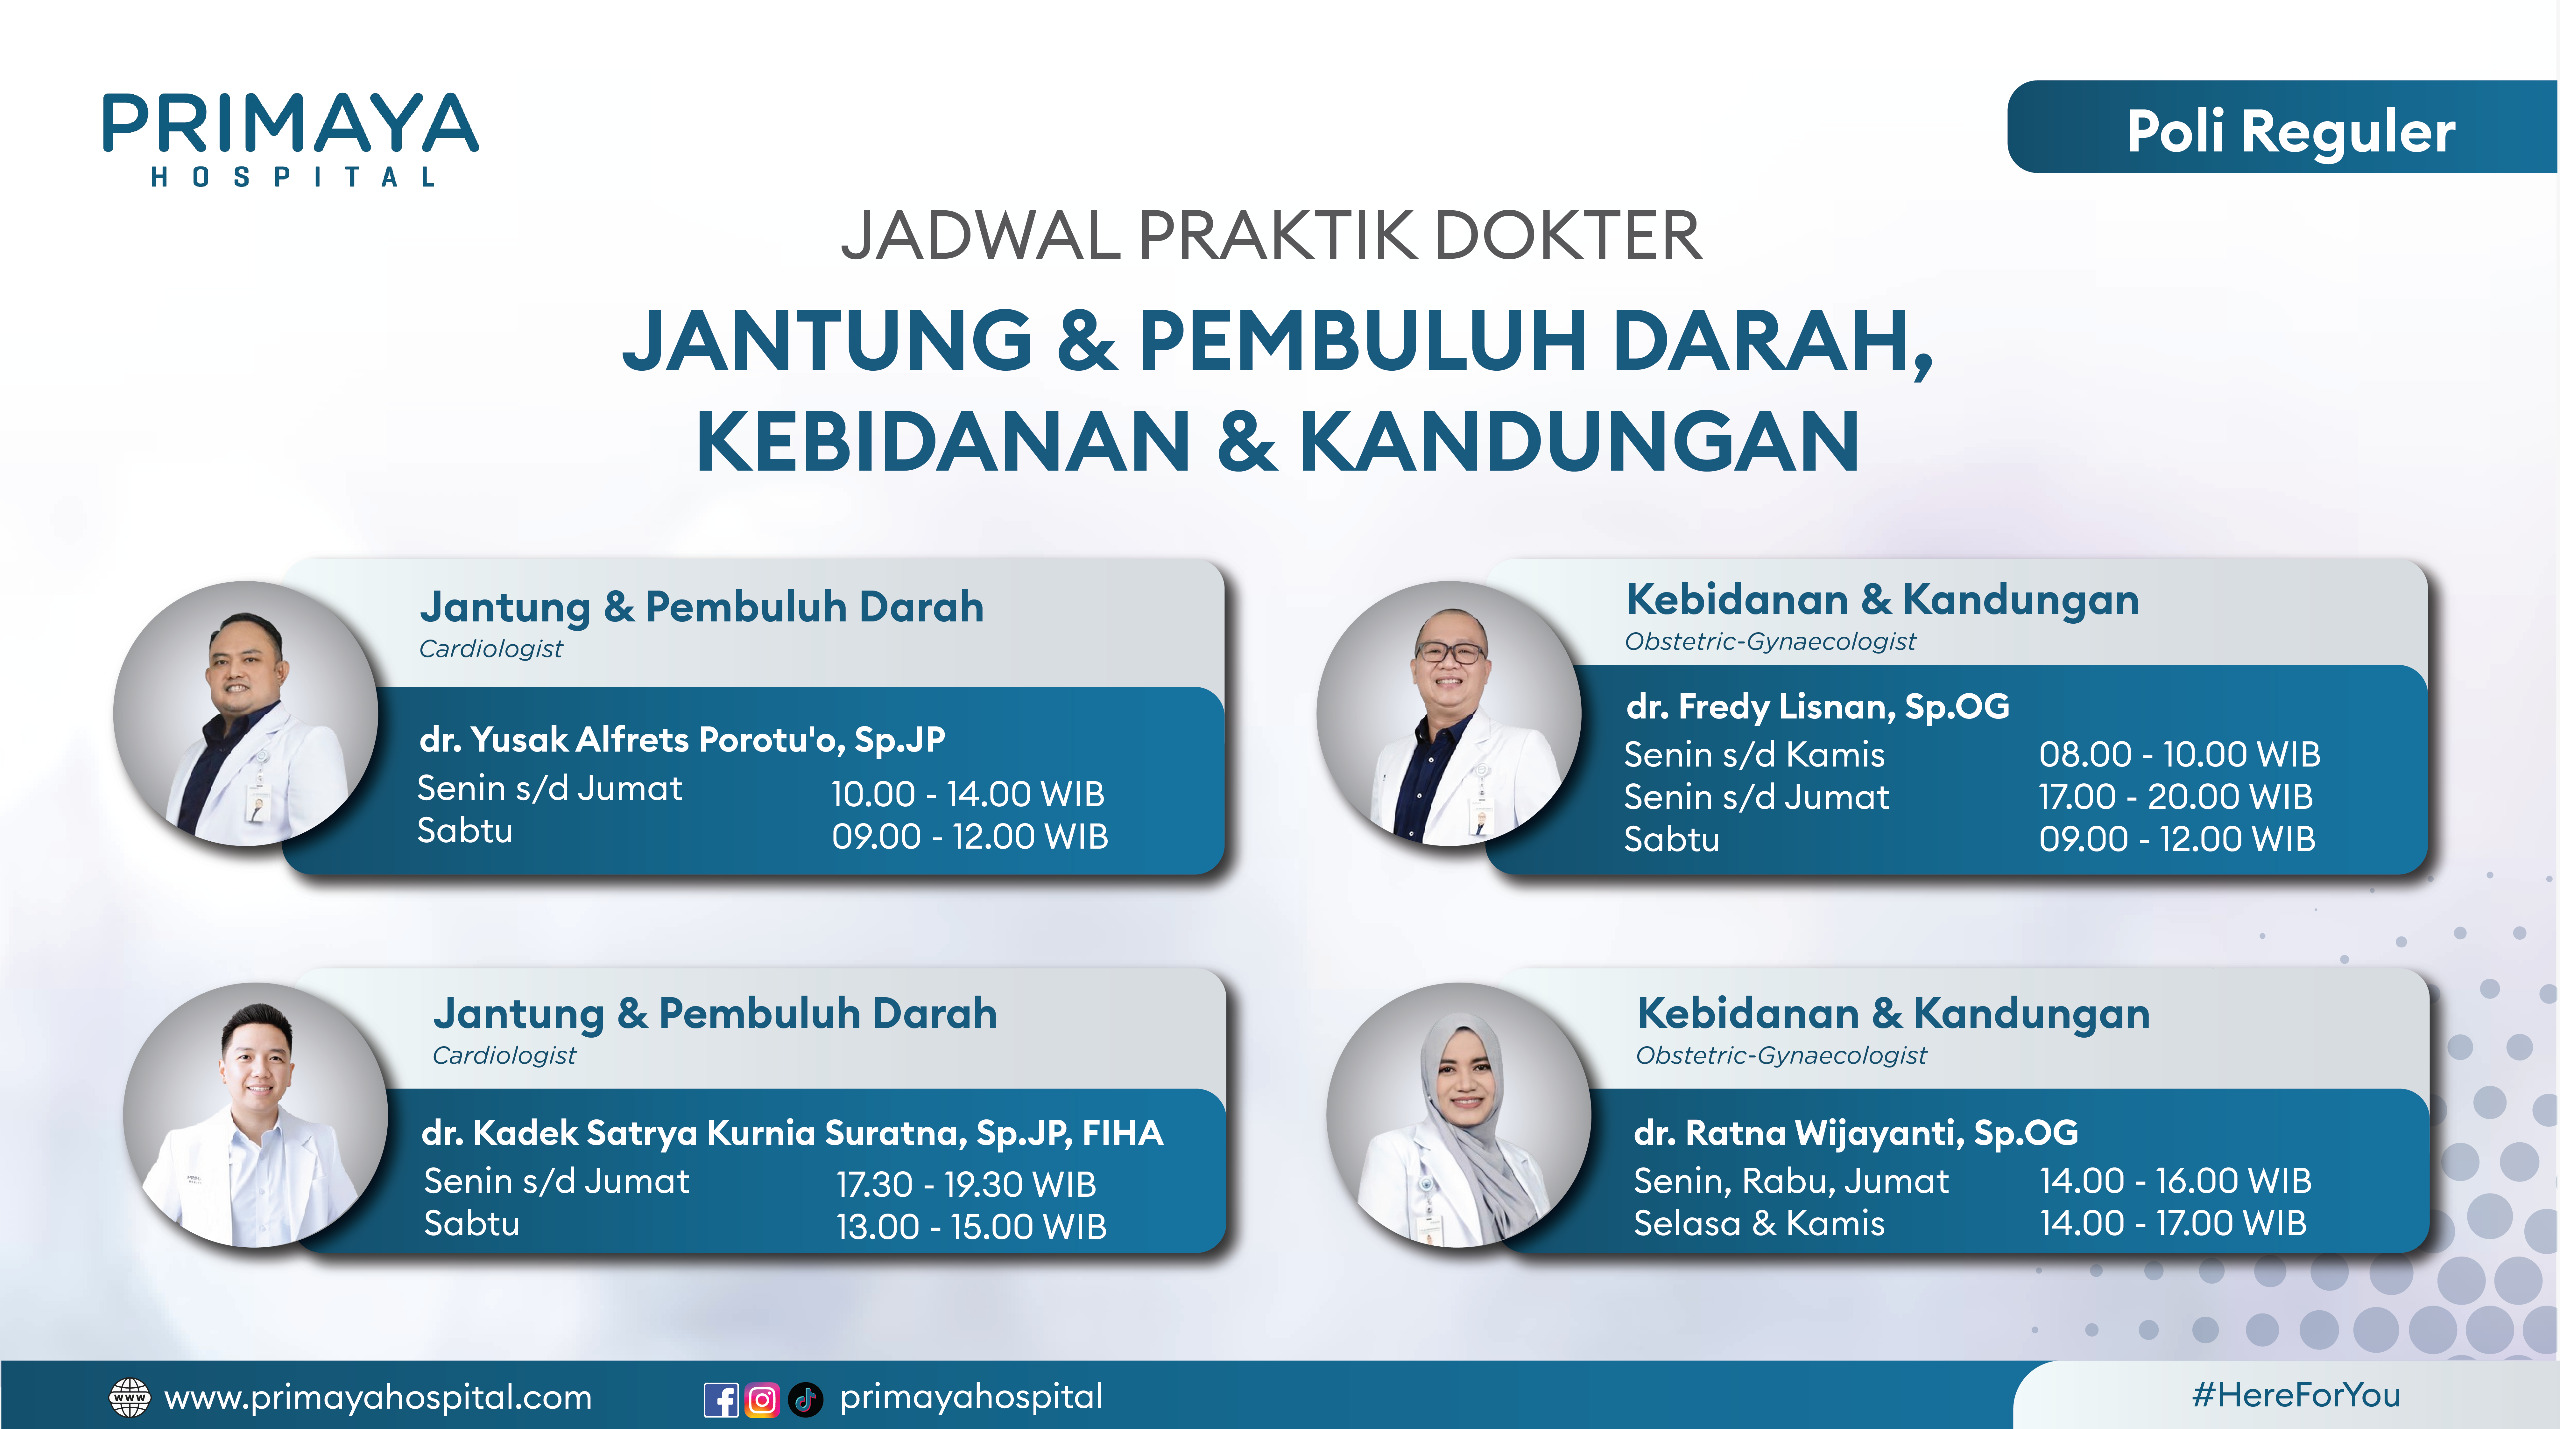 PRIMAYA
HOSPITAL
Poli Reguler
JADWAL PRAKTIK DOKTER
JANTUNG & PEMBULUH DARAH,
KEBIDANAN & KANDUNGAN
Jantung & Pembuluh Darah
Cardiologist
dr. Yusak Alfrets Porotu'o, Sp.JP
Senin s/d Jumat 10.00 - 14.00 WIB
Sabtu 09.00 - 12.00 WIB
Kebidanan & Kandungan
Obstetric-Gynaecologist
dr. Fredy Lisnan, Sp.OG
Senin s/d Kamis 08.00 - 10.00 WIB
Senin s/d Jumat 17.00 - 20.00 WIB
Sabtu 09.00 - 12.00 WIB
Jantung & Pembuluh Darah
Cardiologist
dr. Kadek Satrya Kurnia Suratna, Sp.JP, FIHA
Senin s/d Jumat 17.30 - 19.30 WIB
Sabtu 13.00 - 15.00 WIB
Kebidanan & Kandungan
Obstetric-Gynaecologist
dr. Ratna Wijayanti, Sp.OG
Senin, Rabu, Jumat 14.00 - 16.00 WIB
Selasa & Kamis 14.00 - 17.00 WIB
www www.primayahospital.com
primayahospital
#HereForYou